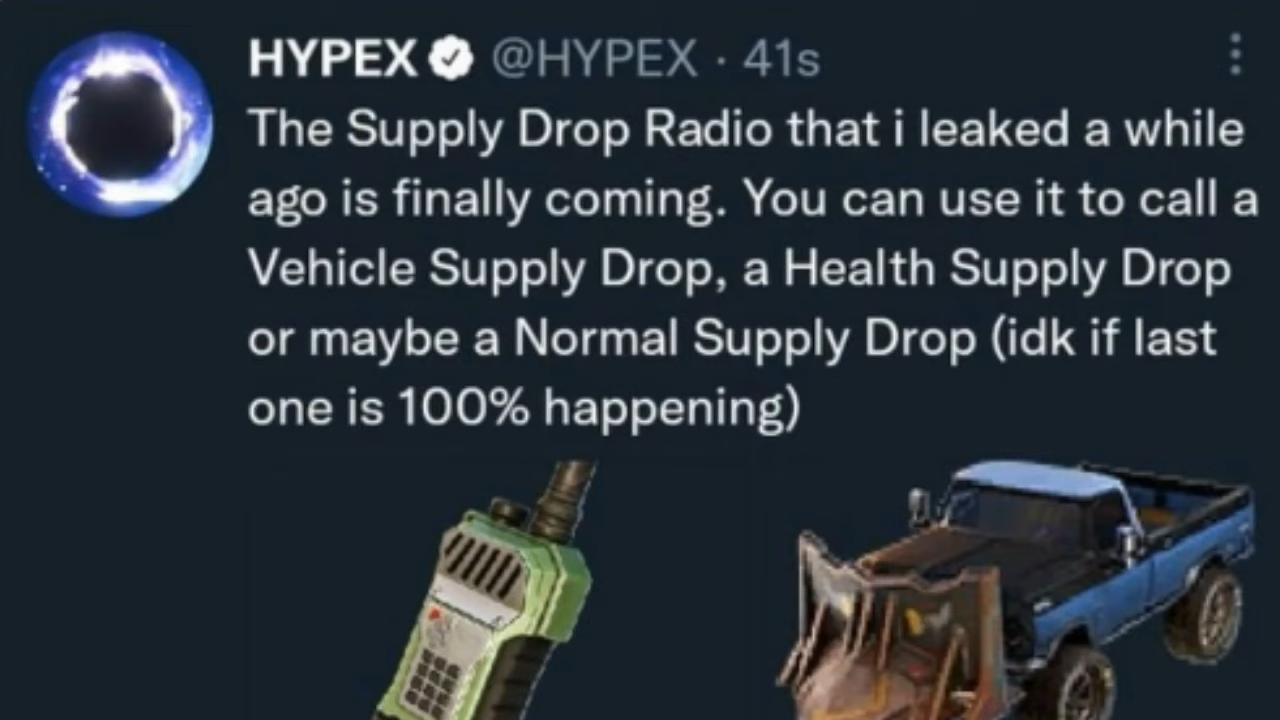 HYPEX @HYPEX · 41s
The Supply Drop Radio that i leaked a while
ago is finally coming. You can use it to call a
Vehicle Supply Drop, a Health Supply Drop
or maybe a Normal Supply Drop (idk if last
one is 100% happening)